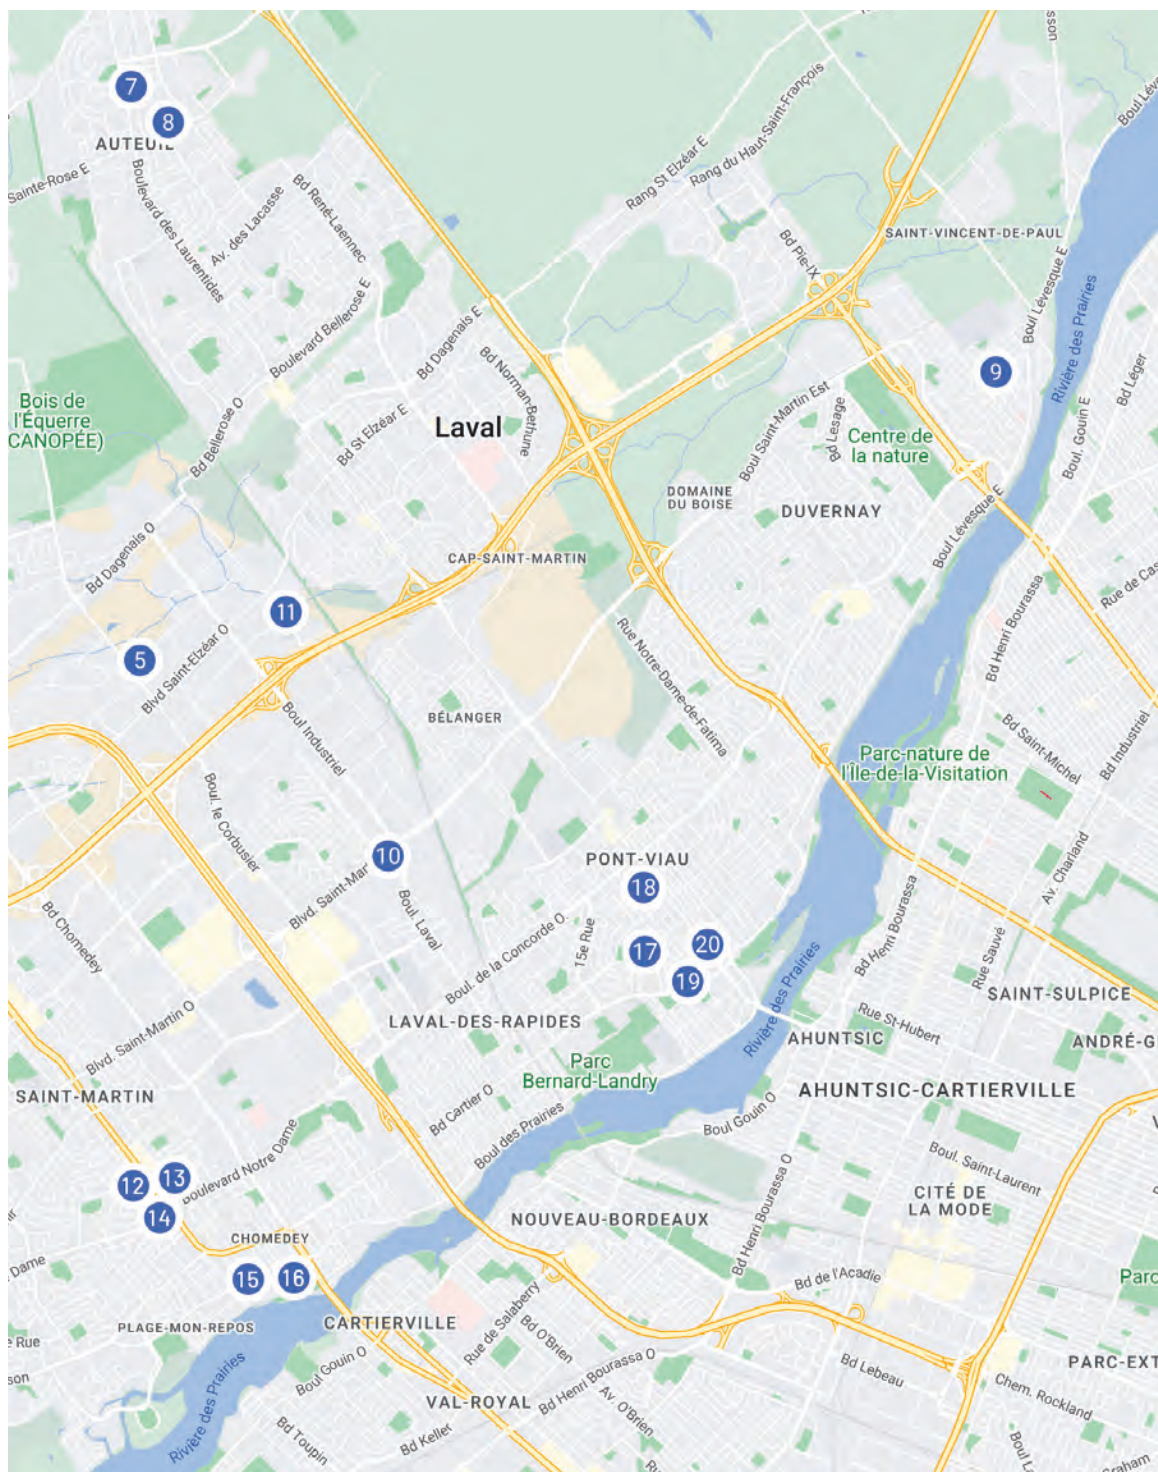 7
8
AUTEUIL
Sainte-Rose E
Boulevard des Laurentides
Av. des Lacasse
Bd René-Laennec
Boulevard Bellerose E
Bd Dagenais E
Bd Norman-Bethune
Rang St Elzéar E
Rang du Haut-Saint-François
Bd Pie-IX
SAINT-VINCENT-DE-PAUL
Boul Lévesque E
Rivière des Prairies
Boul. Gouin E
Bd Léger
9
Bois de
l'Équerre
(CANOPÉE)
Bd Bellerose O
Bd St Elzéar E
Laval
Boul Saint-Martin Est
Bd Lesage
Centre de
la nature
DOMAINE
DU BOISE
DUVERNAY
Boul Lévesque E
Bd Dagenais O
CAP-SAINT-MARTIN
11
5
Blvd Saint-Elzéar O
Rue Notre-Dame-de-Fatima
Bd Henri Bourassa
Rue de Cas
Boul Industriel
BÉLANGER
Parc-nature de
l'Île-de-la-Visitation
Bd Saint-Michel
Bd Industriel
Boul. le Corbusier
10
Blvd. Saint-Mar
Boul. Laval
PONT-VIAU
18
Av. Charland
Bd Chomedey
Boul. de la Concorde O.
15e Rue
17
20
19
Bd Henri Bourassa
Rue Sauvé
SAINT-SULPICE
Blvd. Saint-Martin O
LAVAL-DES-RAPIDES
Rivière des Prairies
Rue St-Hubert
AHUNTSIC
ANDRÉ-G
Parc
Bernard-Landry
AHUNTSIC-CARTIERVILLE
SAINT-MARTIN
Bd Cartier O
Boul des Prairies
Boul Gouin O
Boul. Saint-Laurent
12
13
Boulevard Notre Dame
14
CITÉ DE
LA MODE
NOUVEAU-BORDEAUX
Bd Henri Bourassa O
CHOMEDEY
Dame
15
16
Bd de l'Acadie
Parc
PLAGE-MON-REPOS
CARTIERVILLE
Rue de Salaberry
Bd O'Brien
e Rue
Boul Gouin O
Bd Henri Bourassa O
Bd Lebeau
PARC-EXT
Chem. Rockland
son
VAL-ROYAL
Av. O'Brien
Rivière des Prairies
Bd Toupin
Bd Keller
Ru
Boul L
Graham